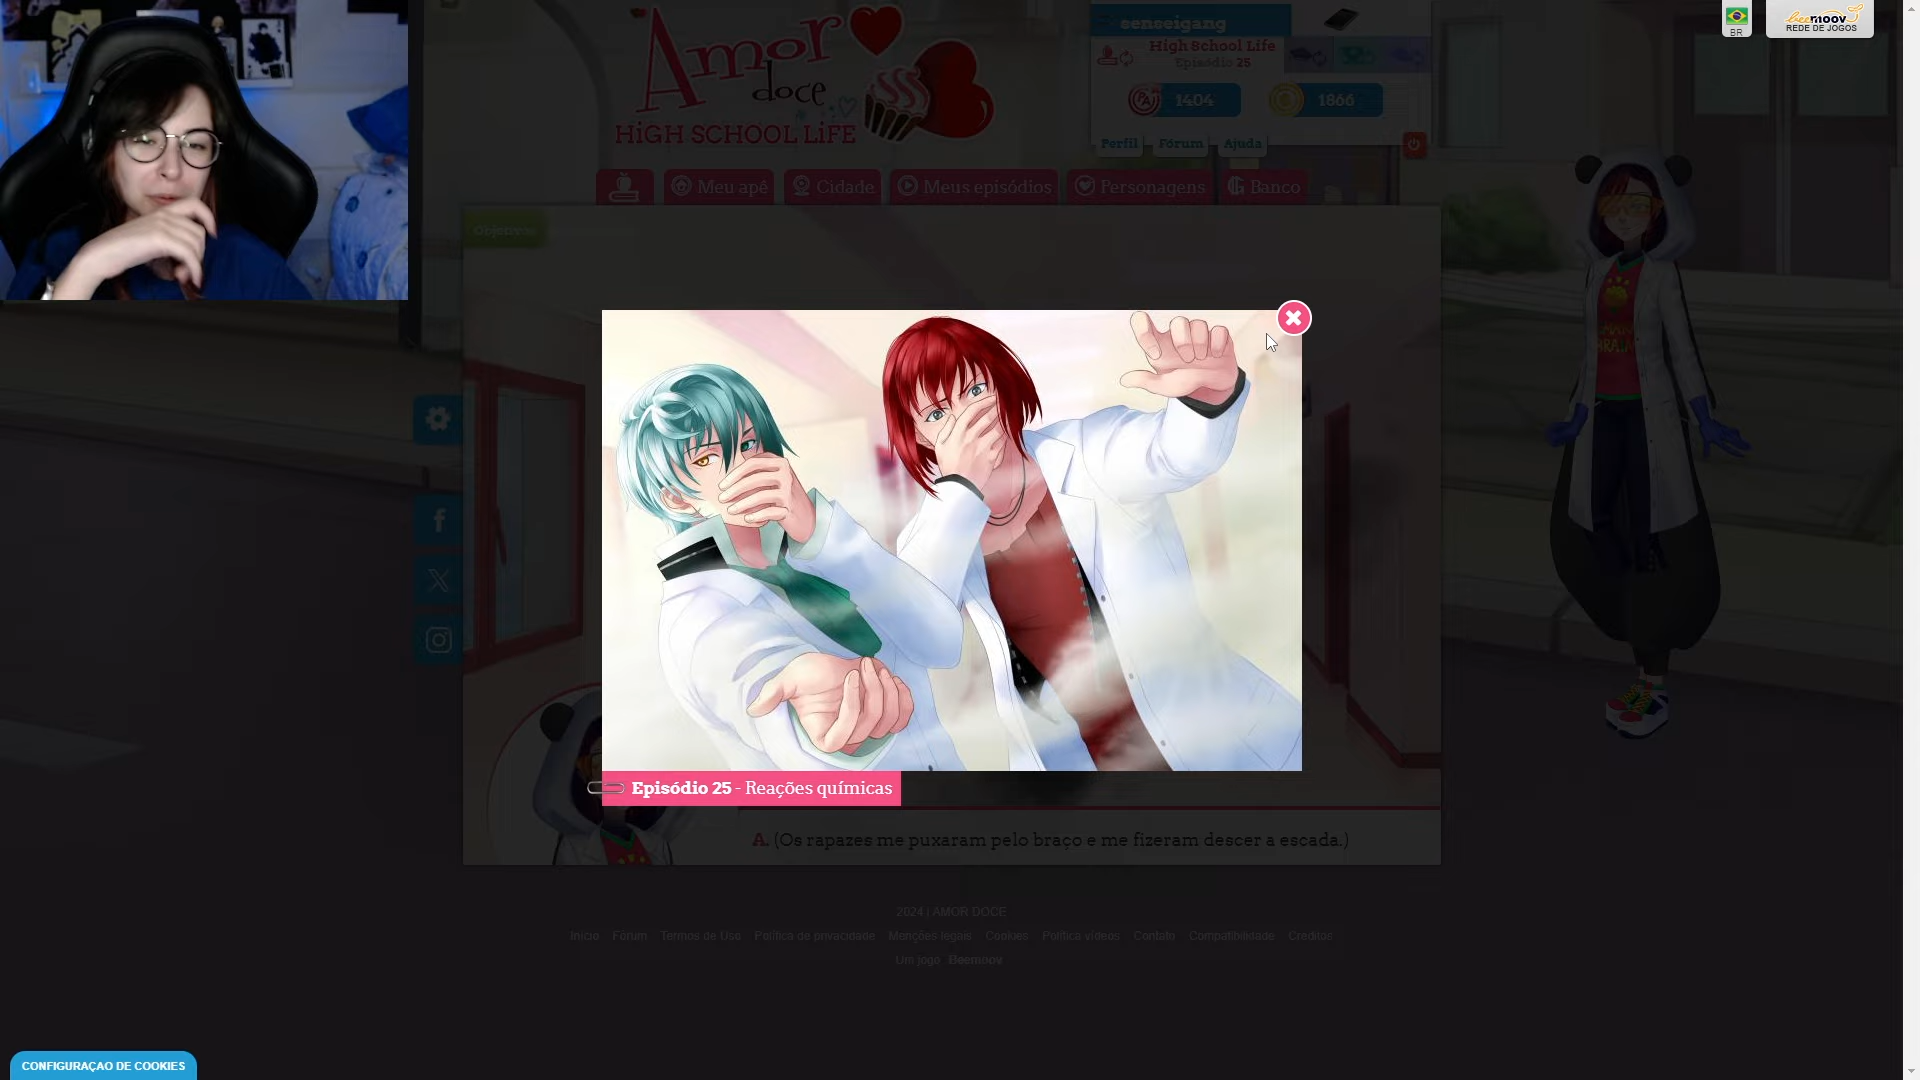 Amor
doce
HiGH SCHOOL LiFE
senseigang
High School Life
Episódio 25
1404
1866
Perfil
Fórum
Ajuda
BR
beemoov
REDE DE JOGOS
Meu apê
Cidade
Meus episódios
Personagens
Banco
Objetivos
Episódio 25 - Reações químicas
A. (Os rapazes me puxaram pelo braço e me fizeram descer a escada.)
2024 | AMOR DOCE
Início Fórum Termos de Uso Política de privacidade Menções legais Cookies Política vídeos Contato Compatibilidade Creditos
Um jogo Beemoov
CONFIGURAÇAO DE COOKIES